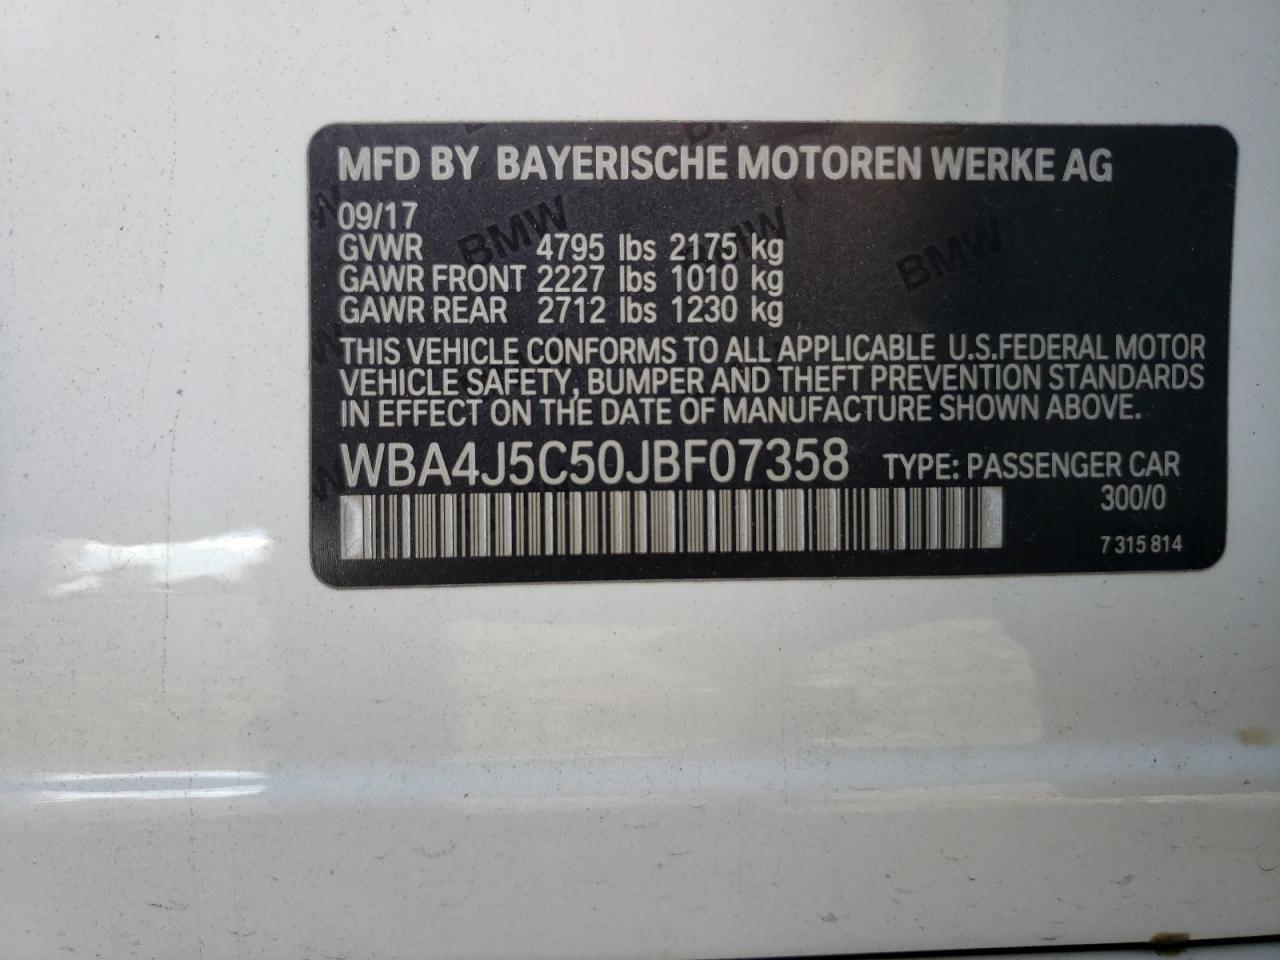 MFD BY BAYERISCHE MOTOREN WERKE AG
09/17
GVWR 4795 lbs 2175 kg
GAWR FRONT 2227 lbs 1010 kg
GAWR REAR 2712 lbs 1230 kg
THIS VEHICLE CONFORMS TO ALL APPLICABLE U.S.FEDERAL MOTOR
VEHICLE SAFETY, BUMPER AND THEFT PREVENTION STANDARDS
IN EFFECT ON THE DATE OF MANUFACTURE SHOWN ABOVE.
WBA4J5C50JBF07358 TYPE: PASSENGER CAR
300/0
7 315 814
BMW BMW BMW